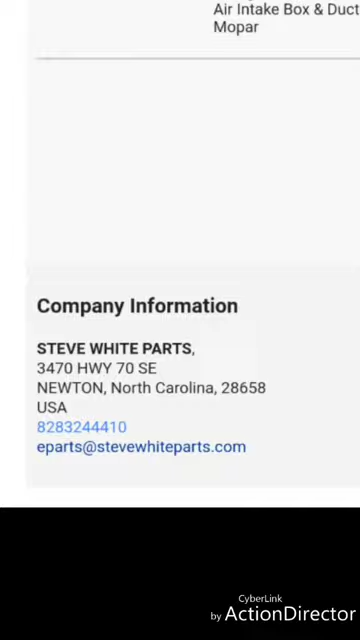 Air Intake Box & Duct
Mopar
Company Information
STEVE WHITE PARTS,
3470 HWY 70 SE
NEWTON, North Carolina, 28658
USA
8283244410
eparts@stevewhiteparts.com
CyberLink
by ActionDirector